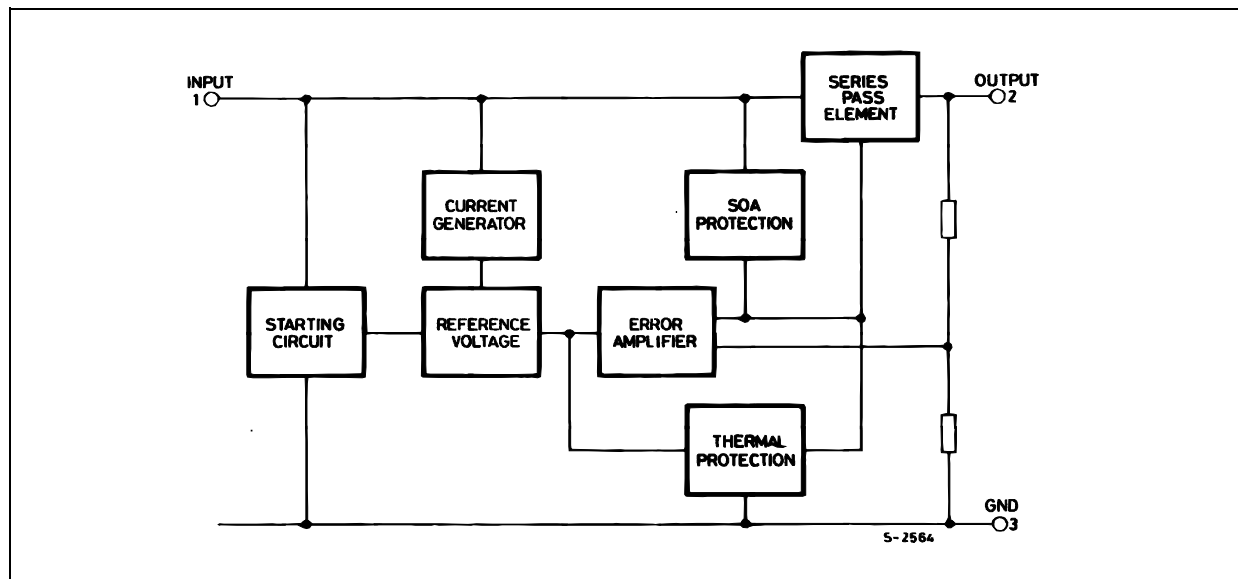 INPUT
1
SERIES
PASS
ELEMENT
OUTPUT
2
CURRENT
GENERATOR
SOA
PROTECTION
STARTING
CIRCUIT
REFERENCE
VOLTAGE
ERROR
AMPLIFIER
THERMAL
PROTECTION
GND
3
S-2564